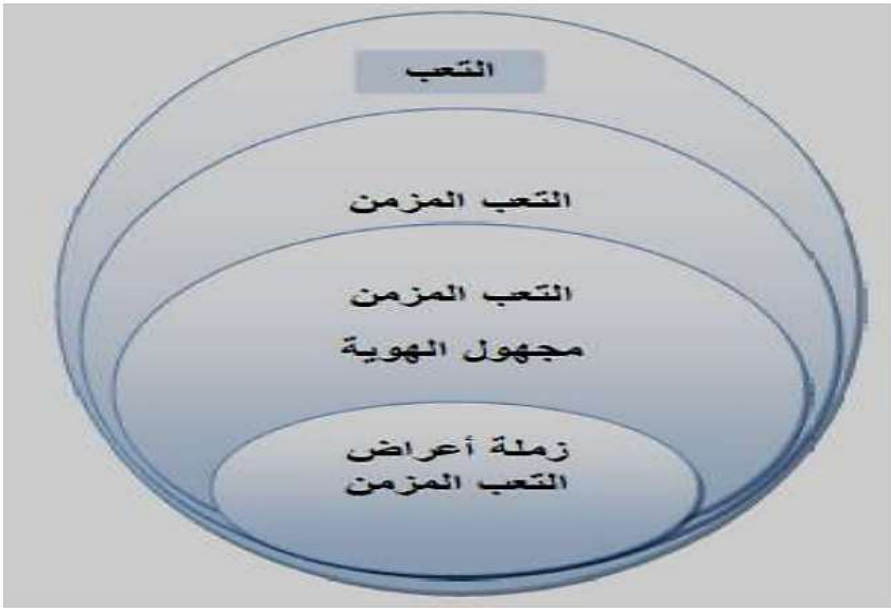 التعب
التعب المزمن
التعب المزمن
مجهول الهوية
زملة أعراض
التعب المزمن